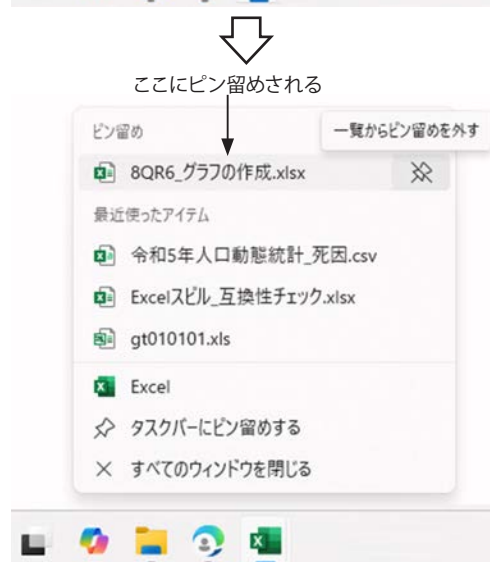 ここにピン留めされる
ピン留め
一覧からピン留めを外す
8QR6_グラフの作成.xlsx
最近使ったアイテム
令和5年人口動態統計_死因.csv
Excelスピル_互換性チェック.xlsx
gt010101.xls
Excel
タスクバーにピン留めする
すべてのウィンドウを閉じる